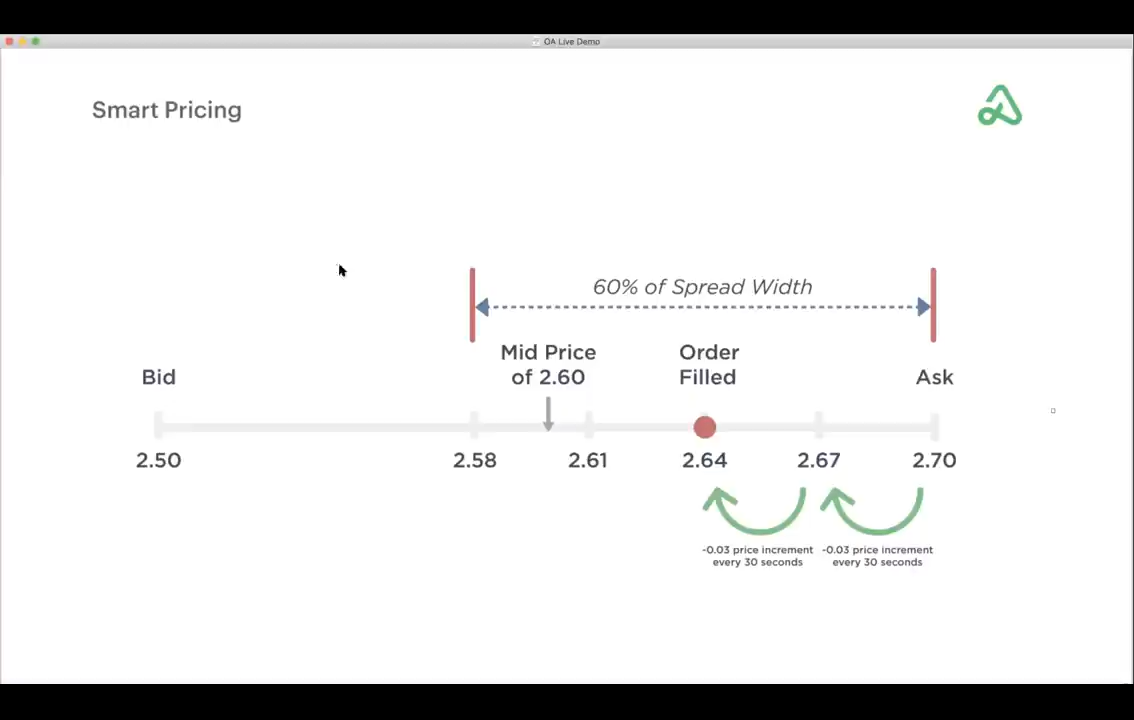 OA Live Demo
Smart Pricing
60% of Spread Width
Mid Price
of 2.60
Order
Filled
Bid
Ask
2.50
2.58
2.61
2.64
2.67
2.70
-0.03 price increment
every 30 seconds
-0.03 price increment
every 30 seconds